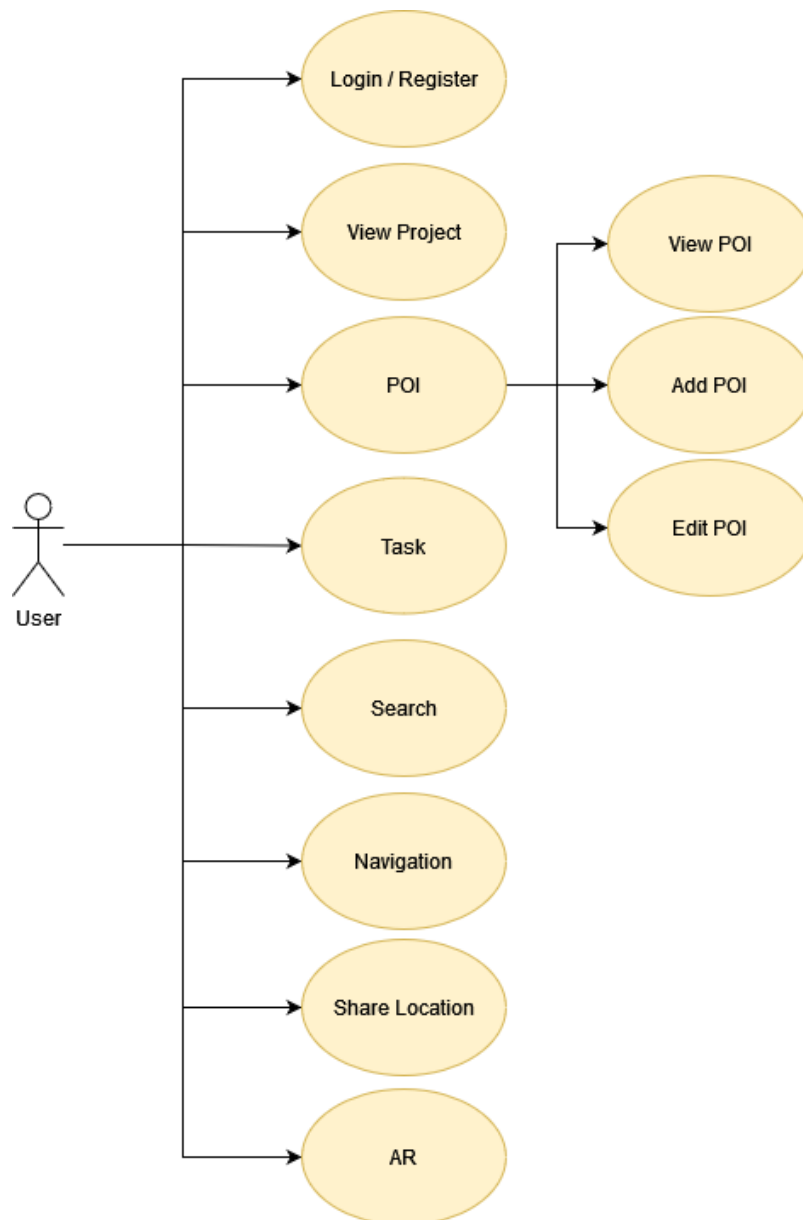 Login / Register
View Project
View POI
POI
Add POI
Edit POI
Task
User
Search
Navigation
Share Location
AR